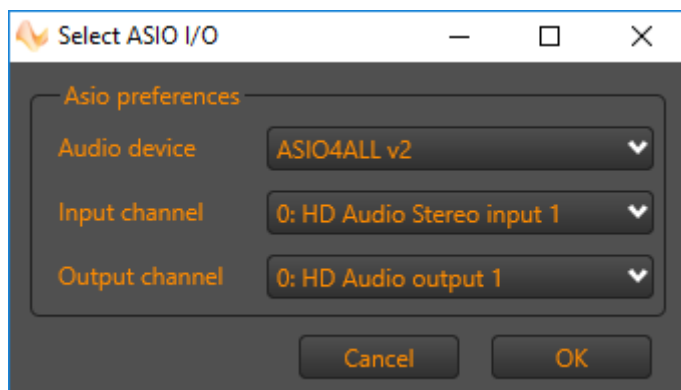 Select ASIO I/O
Asio preferences
Audio device ASIO4ALL v2
Input channel 0: HD Audio Stereo input 1
Output channel 0: HD Audio output 1
Cancel OK